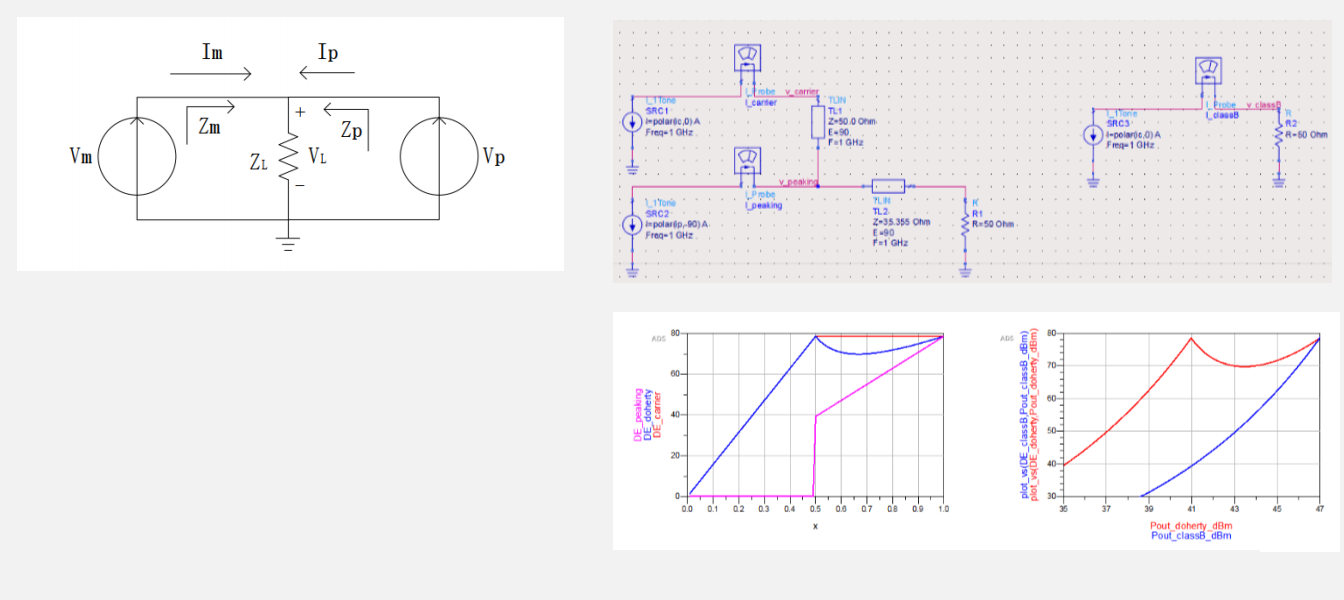 Im
Ip
Zm
Zp
+
Vm
ZL
VL
Vp
−
I_Probe
I_carrier
v_carrier
I_1Tone
SRC1
I=polar(ic,0) A
Freq=1 GHz
TLIN
TL1
Z=50.0 Ohm
E=90
F=1 GHz
v_peaking
I_Probe
I_peaking
I_1Tone
SRC2
I=polar(ip,-90) A
Freq=1 GHz
TLIN
TL2
Z=35.355 Ohm
E=90
F=1 GHz
R
R1
R=50 Ohm
I_Probe
I_classB
v_classB
I_1Tone
SRC3
I=polar(ic,0) A
Freq=1 GHz
R
R2
R=50 Ohm
ADS
80
60
40
20
0
DE_peaking
DE_doherty
DE_carrier
0.0 0.1 0.2 0.3 0.4 0.5 0.6 0.7 0.8 0.9 1.0
x
ADS
80
70
60
50
40
30
plot_vs(DE_classB,Pout_classB_dBm)
plot_vs(DE_doherty,Pout_doherty_dBm)
35 37 39 41 43 45 47
Pout_doherty_dBm
Pout_classB_dBm